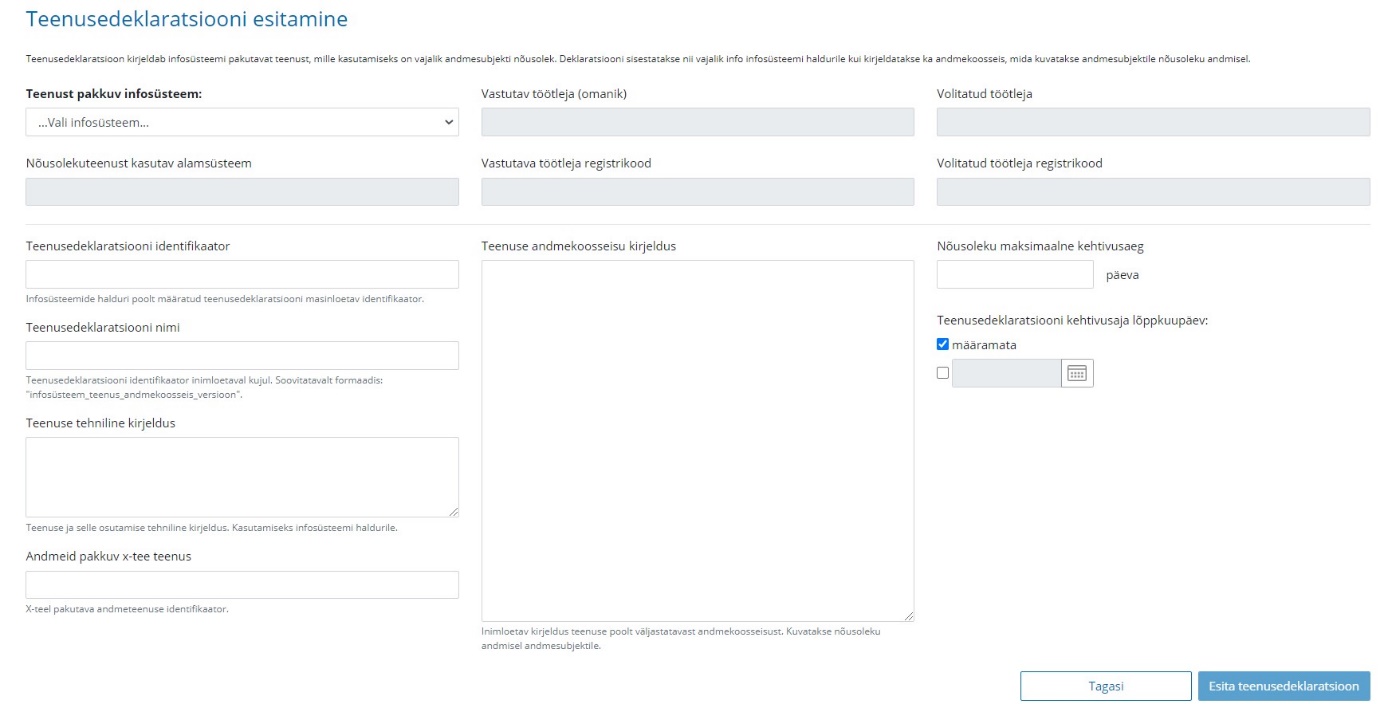 Teenusedeklaratsiooni esitamine
Teenusedeklaratsioon kirjeldab infosüsteemi pakutavat teenust, mille kasutamiseks on vajalik andmesubjekti nõusolek. Deklaratsiooni sisestatakse nii vajalik info infosüsteemi haldurile kui kirjeldatakse ka andmekoosseis, mida kuvatakse andmesubjektile nõusoleku andmisel.
Teenust pakkuv infosüsteem:
...Vali infosüsteem...
Vastutav töötleja (omanik)
Volitatud töötleja
Nõusolekuteenust kasutav alamsüsteem
Vastutava töötleja registrikood
Volitatud töötleja registrikood
Teenusedeklaratsiooni identifikaator
Infosüsteemide halduri poolt määratud teenusedeklaratsiooni masinloetav identifikaator.
Teenusedeklaratsiooni nimi
Teenusedeklaratsiooni identifikaator inimloetaval kujul. Soovitatavalt formaadis:
"infosüsteem_teenus_andmekoosseis_versioon".
Teenuse tehniline kirjeldus
Teenuse ja selle osutamise tehniline kirjeldus. Kasutamiseks infosüsteemi haldurile.
Andmeid pakkuv x-tee teenus
X-teel pakutava andmeteenuse identifikaator.
Teenuse andmekoosseisu kirjeldus
Inimloetav kirjeldus teenuse poolt väljastatavast andmekoosseisust. Kuvatakse nõusoleku
andmisel andmesubjektile.
Nõusoleku maksimaalne kehtivusaeg
päeva
Teenusedeklaratsiooni kehtivusaja lõppkuupäev:
määramata
Tagasi
Esita teenusedeklaratsioon